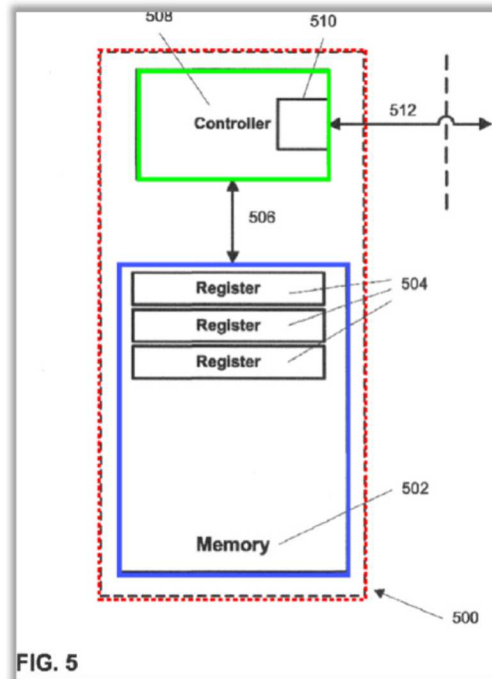 508
510
Controller
512
506
Register
504
Register
Register
502
Memory
500
FIG. 5